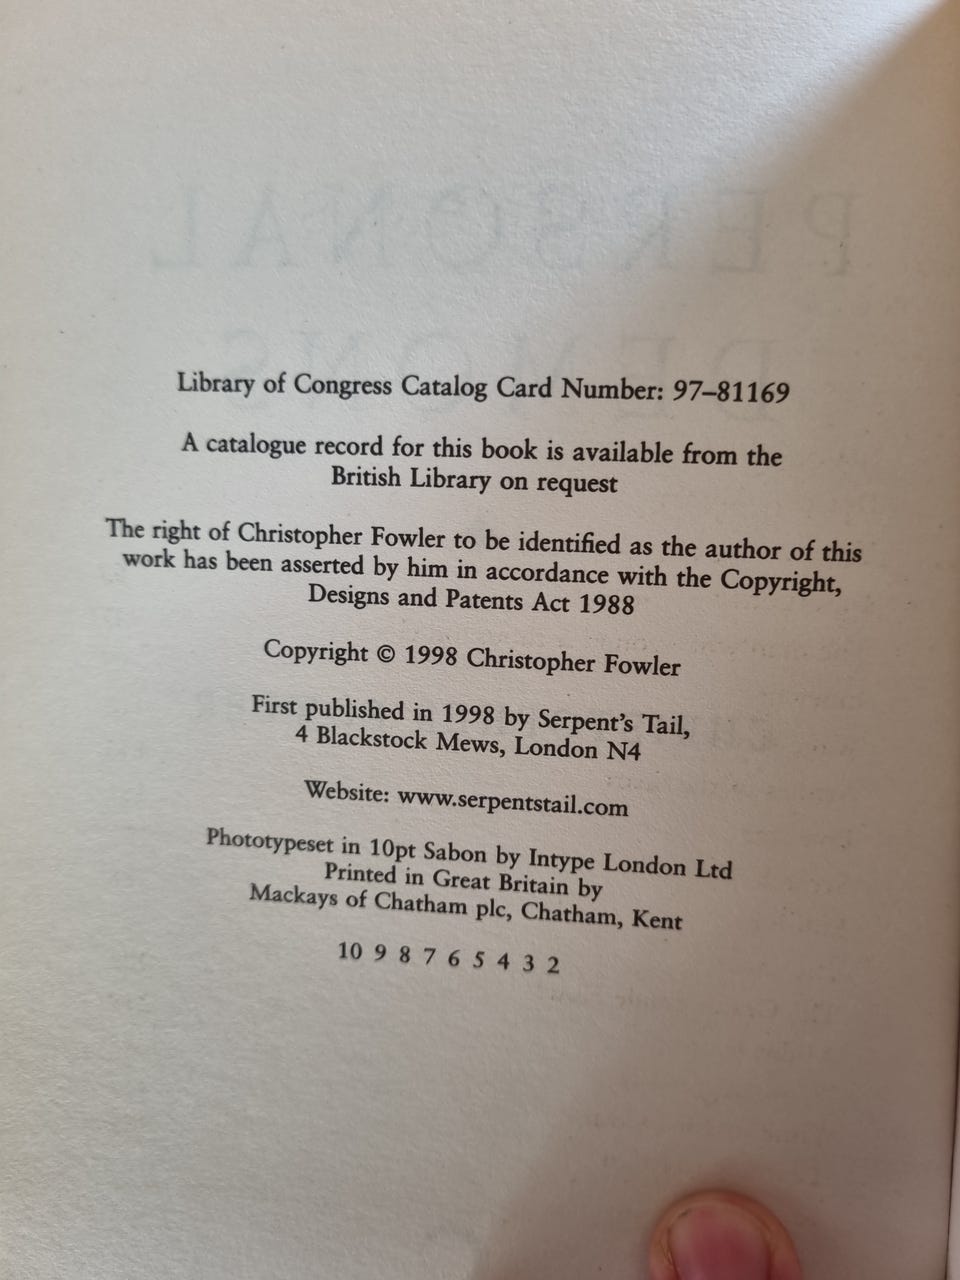 PERSONAL
DEMONS
Library of Congress Catalog Card Number: 97–81169
A catalogue record for this book is available from the
British Library on request
The right of Christopher Fowler to be identified as the author of this
work has been asserted by him in accordance with the Copyright,
Designs and Patents Act 1988
Copyright © 1998 Christopher Fowler
First published in 1998 by Serpent's Tail,
4 Blackstock Mews, London N4
Website: www.serpentstail.com
Phototypeset in 10pt Sabon by Intype London Ltd
Printed in Great Britain by
Mackays of Chatham plc, Chatham, Kent
10 9 8 7 6 5 4 3 2